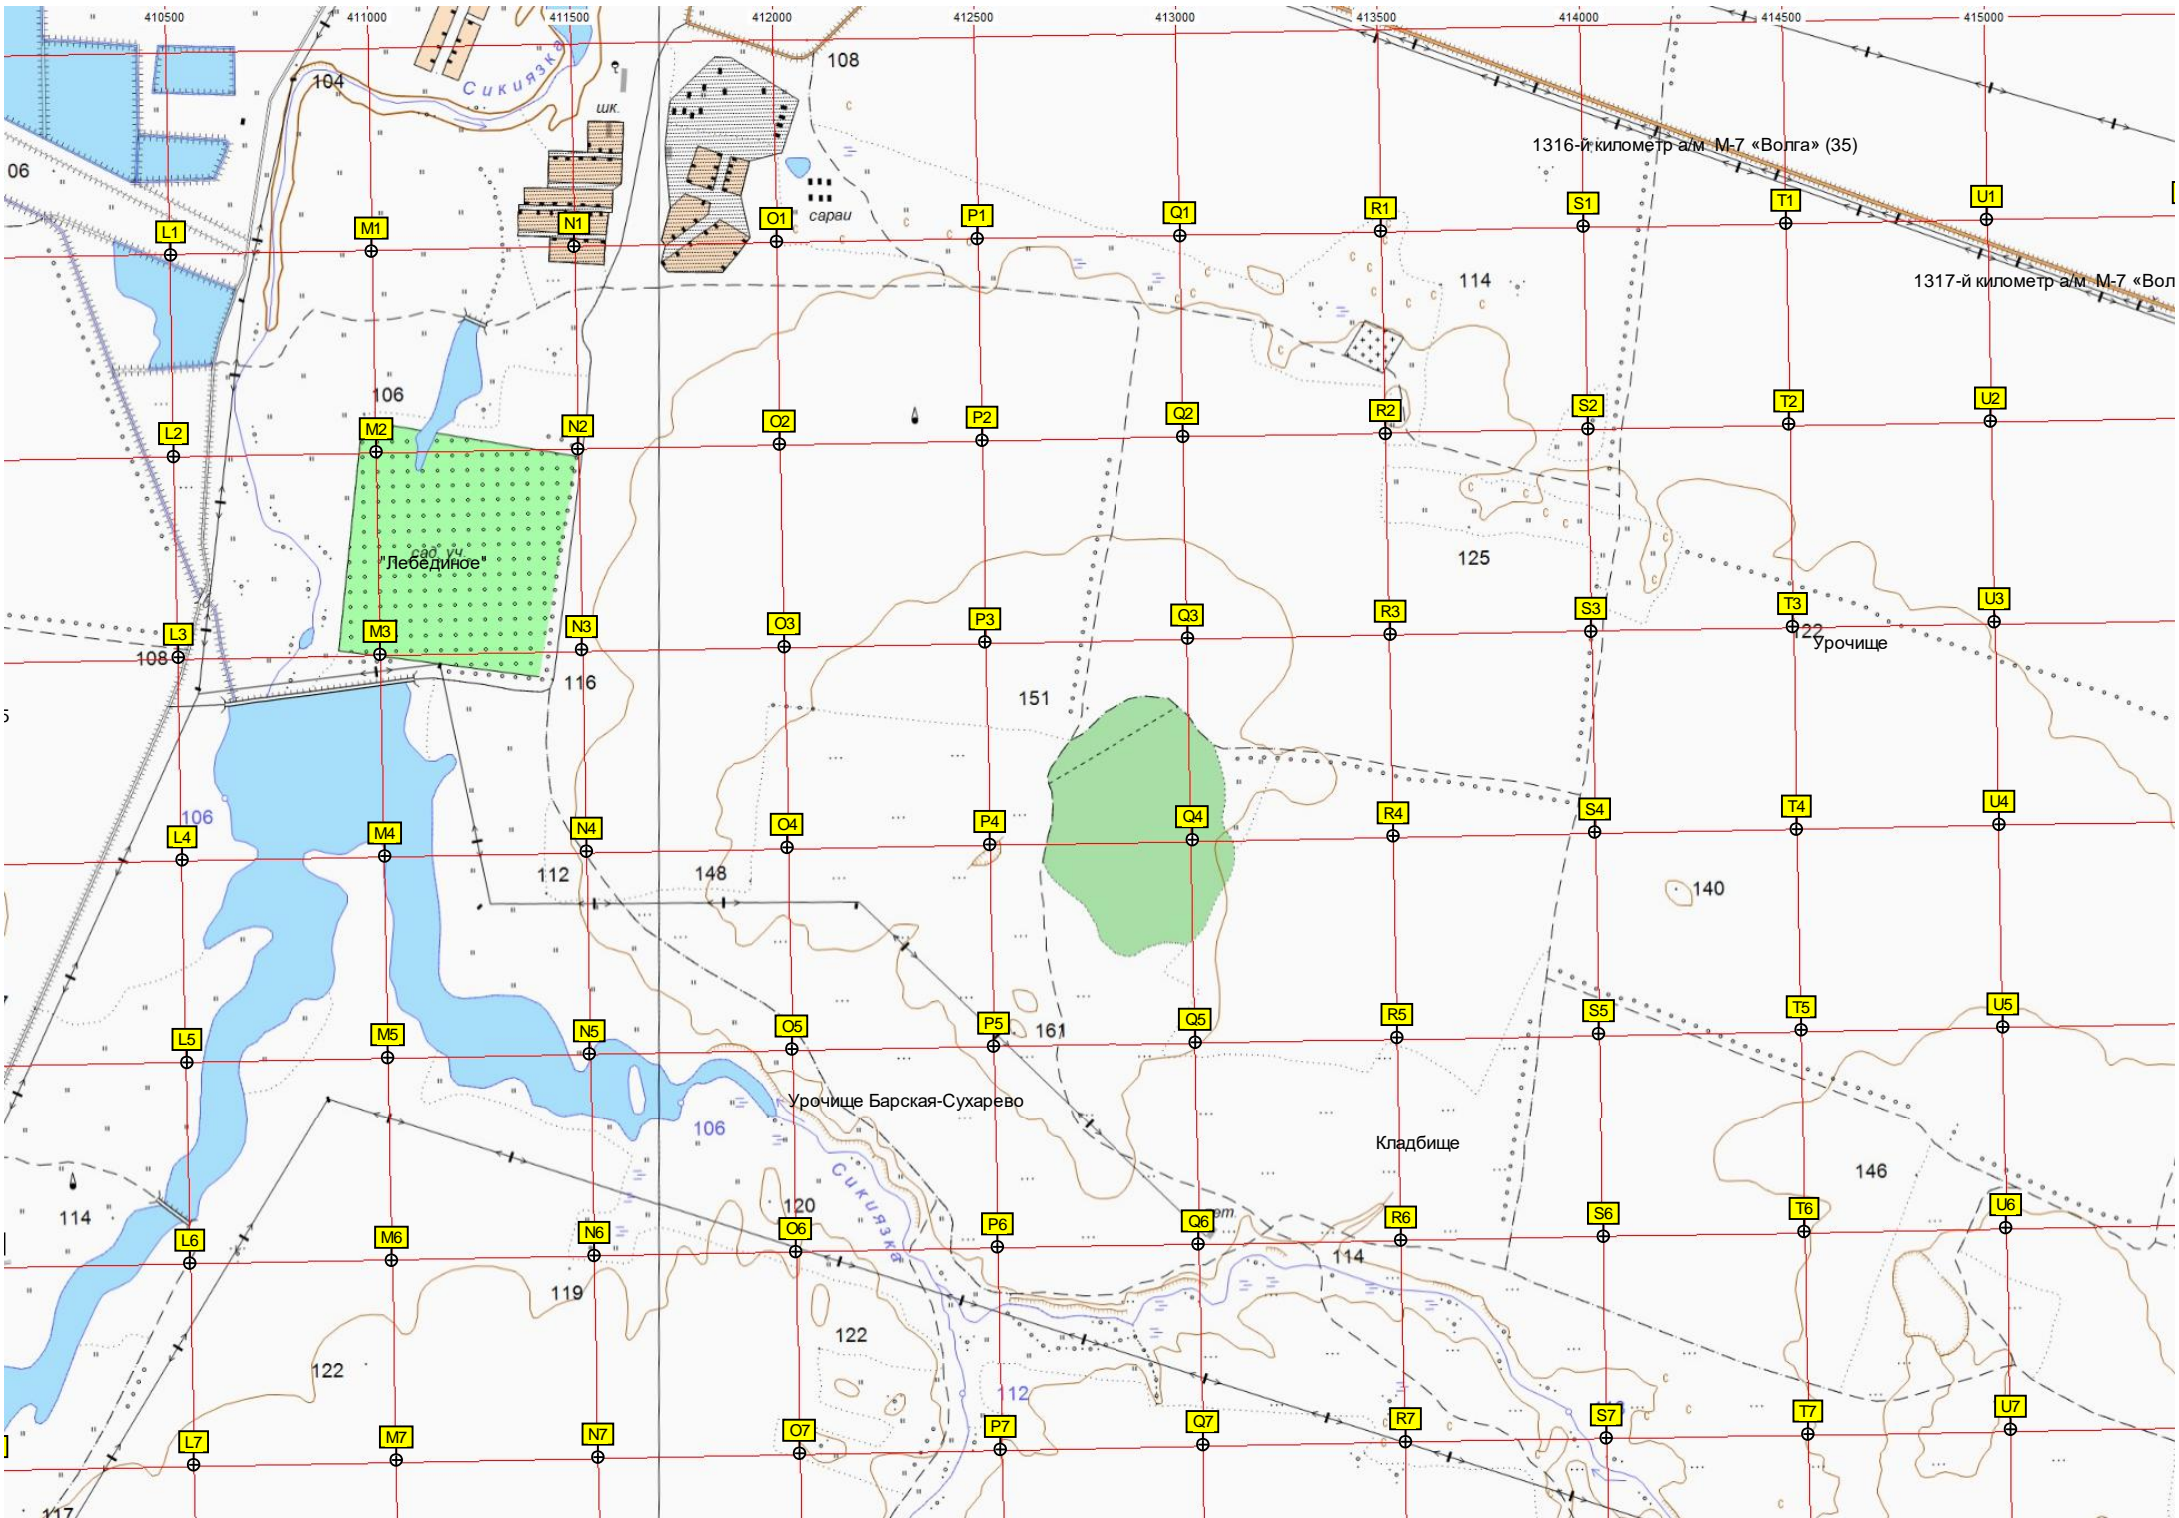 410500 411000 411500 412000 412500 413000 413500 414000 414500 415000
104 Сикиязка 108
шк.
06
1316-й километр а/м М-7 «Волга» (35)
сараи
L1 M1 N1 O1 P1 Q1 R1 S1 T1 U1
114
1317-й километр а/м М-7 «Вол
106
L2 M2 N2 O2 P2 Q2 R2 S2 T2 U2
сад. уч.
"Лебединое"
125
L3 M3 N3 O3 P3 Q3 R3 S3 T3 U3
122
Урочище
108
116
151
5
106
L4 M4 N4 O4 P4 Q4 R4 S4 T4 U4
112 148 140
L5 M5 N5 O5 P5 Q5 R5 S5 T5 U5
161
Урочище Барская-Сухарево
106
Кладбище
Сикиязка
146
114
120
L6 M6 N6 O6 P6 Q6 R6 S6 T6 U6
114
119
122
122
112
L7 M7 N7 O7 P7 Q7 R7 S7 T7 U7
117